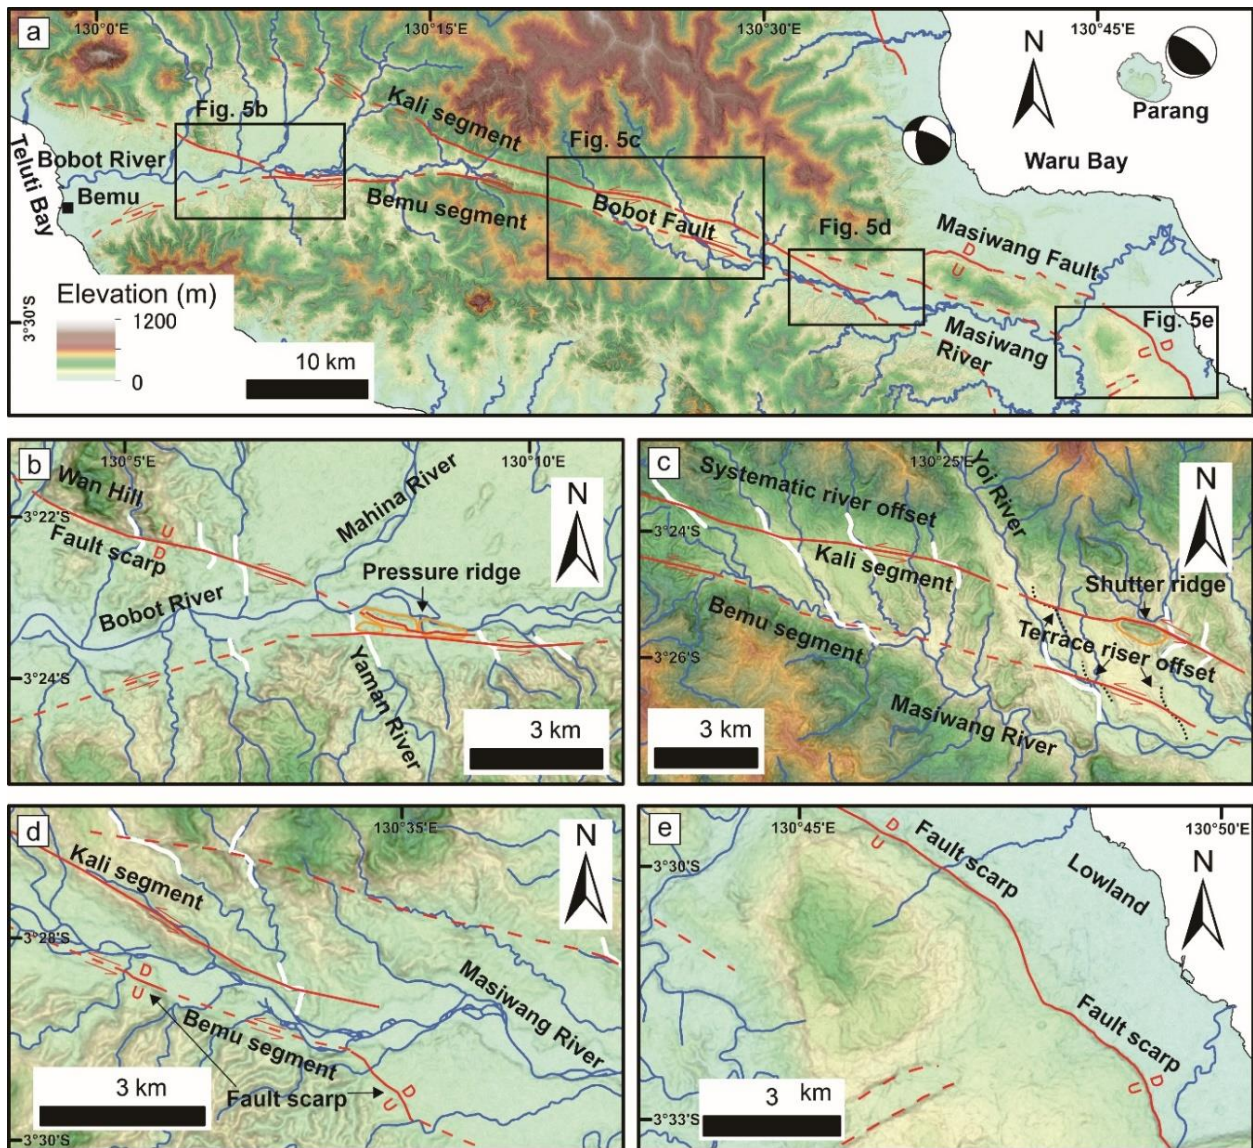 a
130°0'E
130°15'E
130°30'E
130°45'E
N
Parang
Waru Bay
Fig. 5b
Kali segment
Fig. 5c
Teluti Bay
Bobot River
Bemu
Bemu segment
Bobot Fault
Fig. 5d
Masiwang Fault
D
U
Fig. 5e
D
U
Masiwang
River
Elevation (m)
1200
0
10 km
3°30'S
b
130°5'E
130°10'E
Wan Hill
3°22'S
U
D
Fault scarp
Mahina River
N
Pressure ridge
Bobot River
Yaman River
3°24'S
3 km
c
130°25'E
Systematic river offset
Yoi River
N
3°24'S
Kali segment
Shutter ridge
Bemu segment
Terrace riser offset
3°26'S
Masiwang River
3 km
d
130°35'E
N
Kali segment
3°28'S
D
U
Bemu segment
Masiwang River
3 km
Fault scarp
D
U
3°30'S
e
130°45'E
130°50'E
D
U
Fault scarp
Lowland
N
3°30'S
Fault scarp
D
U
3 km
3°33'S